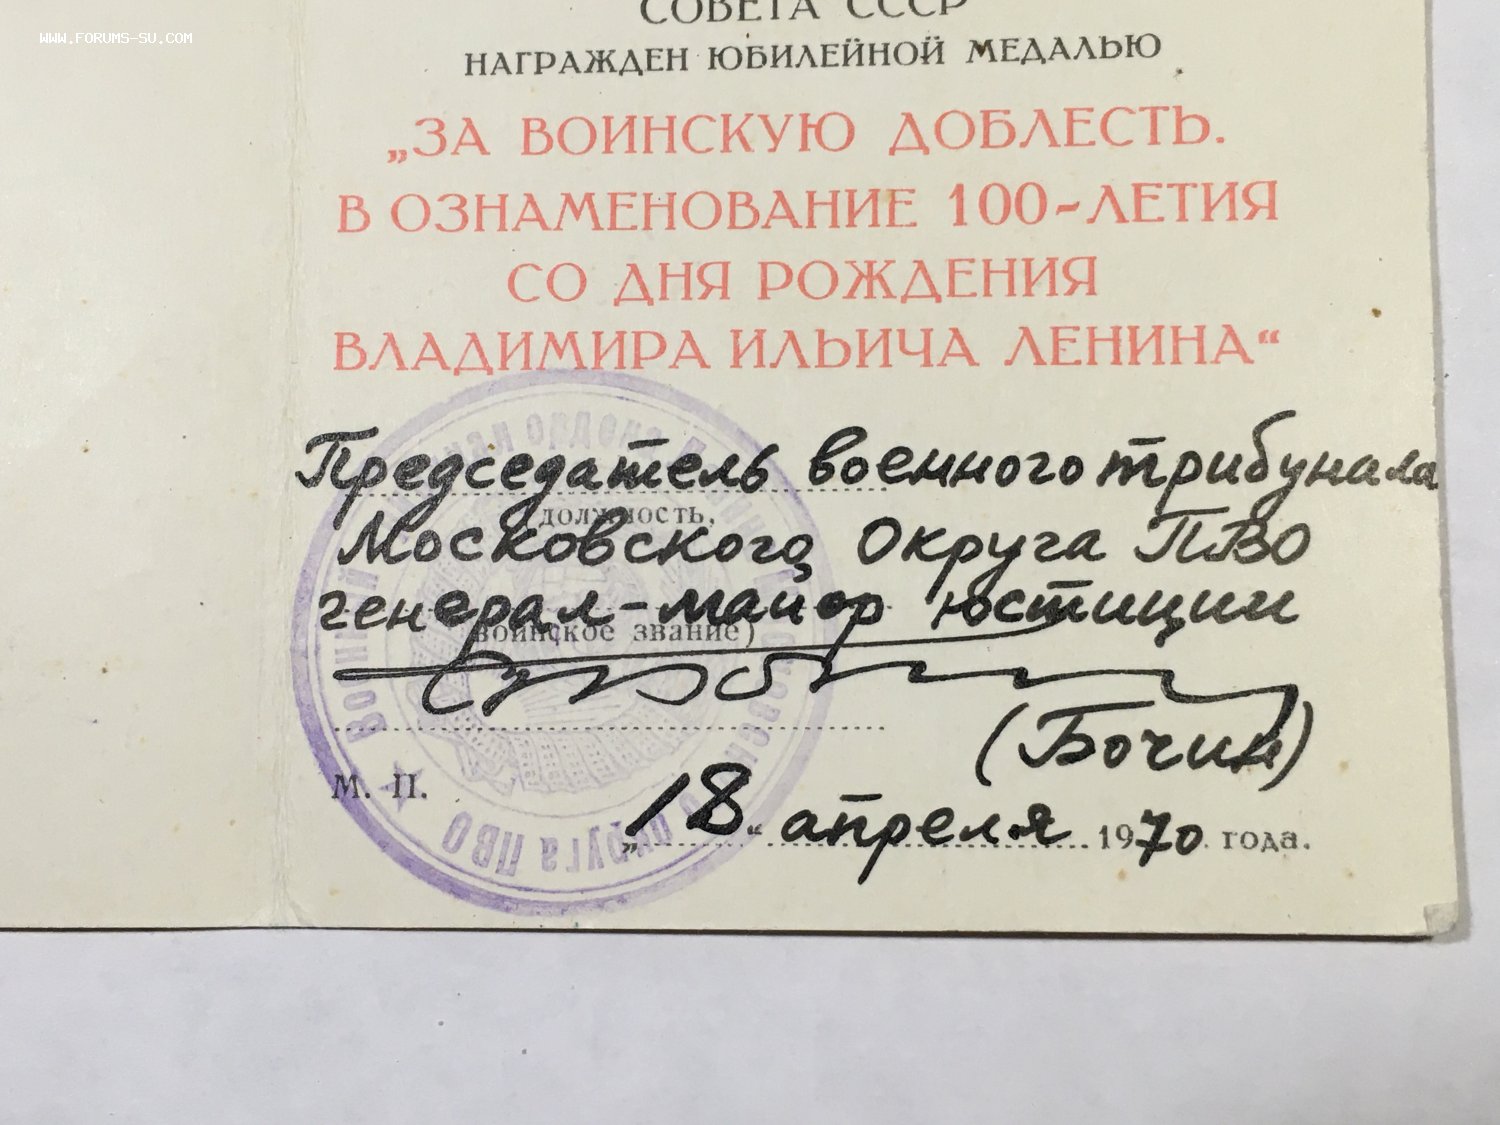 WWW.FORUMS-SU.COM
СОВЕТА СССР
НАГРАЖДЕН ЮБИЛЕЙНОЙ МЕДАЛЬЮ
„ЗА ВОИНСКУЮ ДОБЛЕСТЬ.
В ОЗНАМЕНОВАНИЕ 100-ЛЕТИЯ
СО ДНЯ РОЖДЕНИЯ
ВЛАДИМИРА ИЛЬИЧА ЛЕНИНА“
Председатель военного трибунала
должность,
Московского Округа ПВО
генерал-майор юстиции
воинское звание)
(Бочин)
М. П.
„18“ апреля 1970 года.
округа ПВО